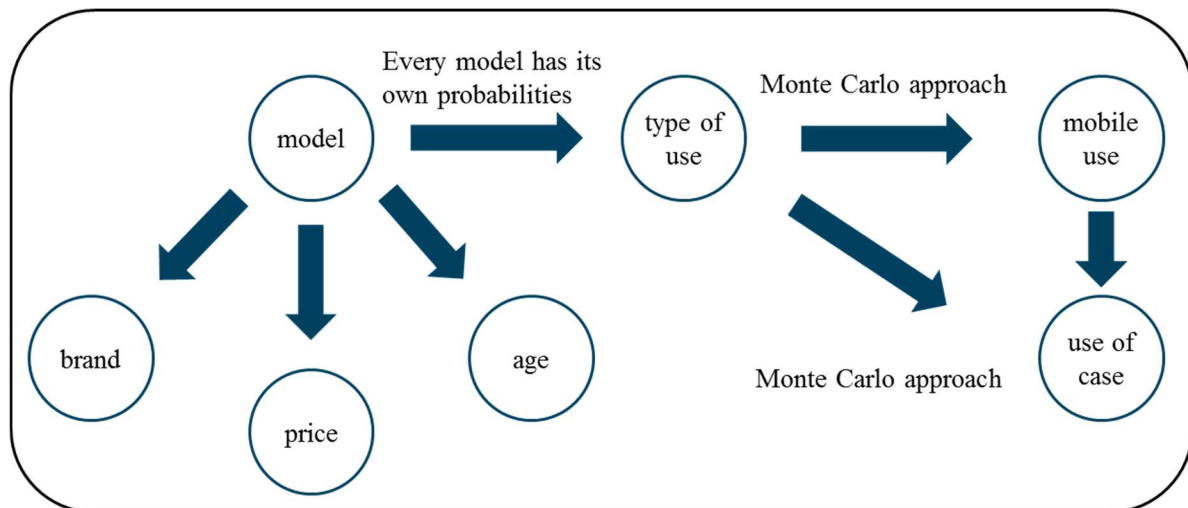 Every model has its
own probabilities
model
type of
use
Monte Carlo approach
mobile
use
brand
price
age
Monte Carlo approach
use of
case